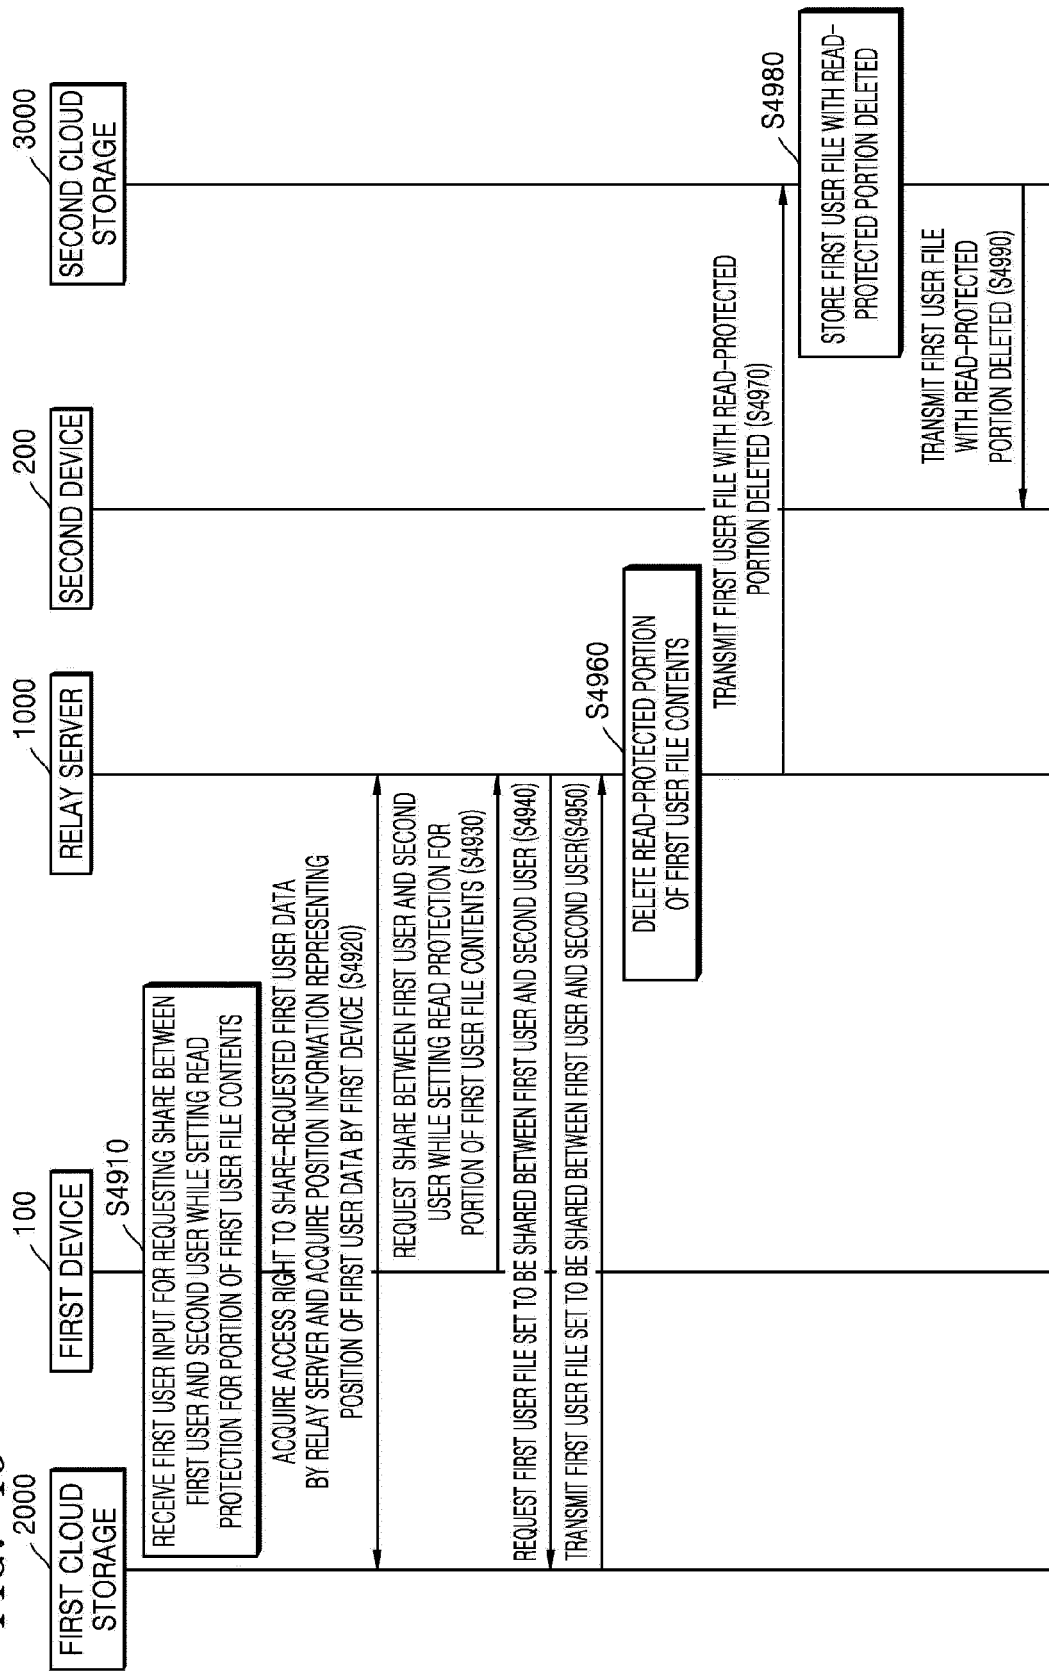 2000
FIRST CLOUD
STORAGE
100
FIRST DEVICE
1000
RELAY SERVER
200
SECOND DEVICE
3000
SECOND CLOUD
STORAGE
S4910
RECEIVE FIRST USER INPUT FOR REQUESTING SHARE BETWEEN
FIRST USER AND SECOND USER WHILE SETTING READ
PROTECTION FOR PORTION OF FIRST USER FILE CONTENTS
ACQUIRE ACCESS RIGHT TO SHARE-REQUESTED FIRST USER DATA
BY RELAY SERVER AND ACQUIRE POSITION INFORMATION REPRESENTING
POSITION OF FIRST USER DATA BY FIRST DEVICE (S4920)
REQUEST SHARE BETWEEN FIRST USER AND SECOND
USER WHILE SETTING READ PROTECTION FOR
PORTION OF FIRST USER FILE CONTENTS (S4930)
REQUEST FIRST USER FILE SET TO BE SHARED BETWEEN FIRST USER AND SECOND USER (S4940)
TRANSMIT FIRST USER FILE SET TO BE SHARED BETWEEN FIRST USER AND SECOND USER(S4950)
S4960
DELETE READ-PROTECTED PORTION
OF FIRST USER FILE CONTENTS
TRANSMIT FIRST USER FILE WITH READ-PROTECTED
PORTION DELETED (S4970)
S4980
STORE FIRST USER FILE WITH READ-
PROTECTED PORTION DELETED
TRANSMIT FIRST USER FILE
WITH READ-PROTECTED
PORTION DELETED (S4990)